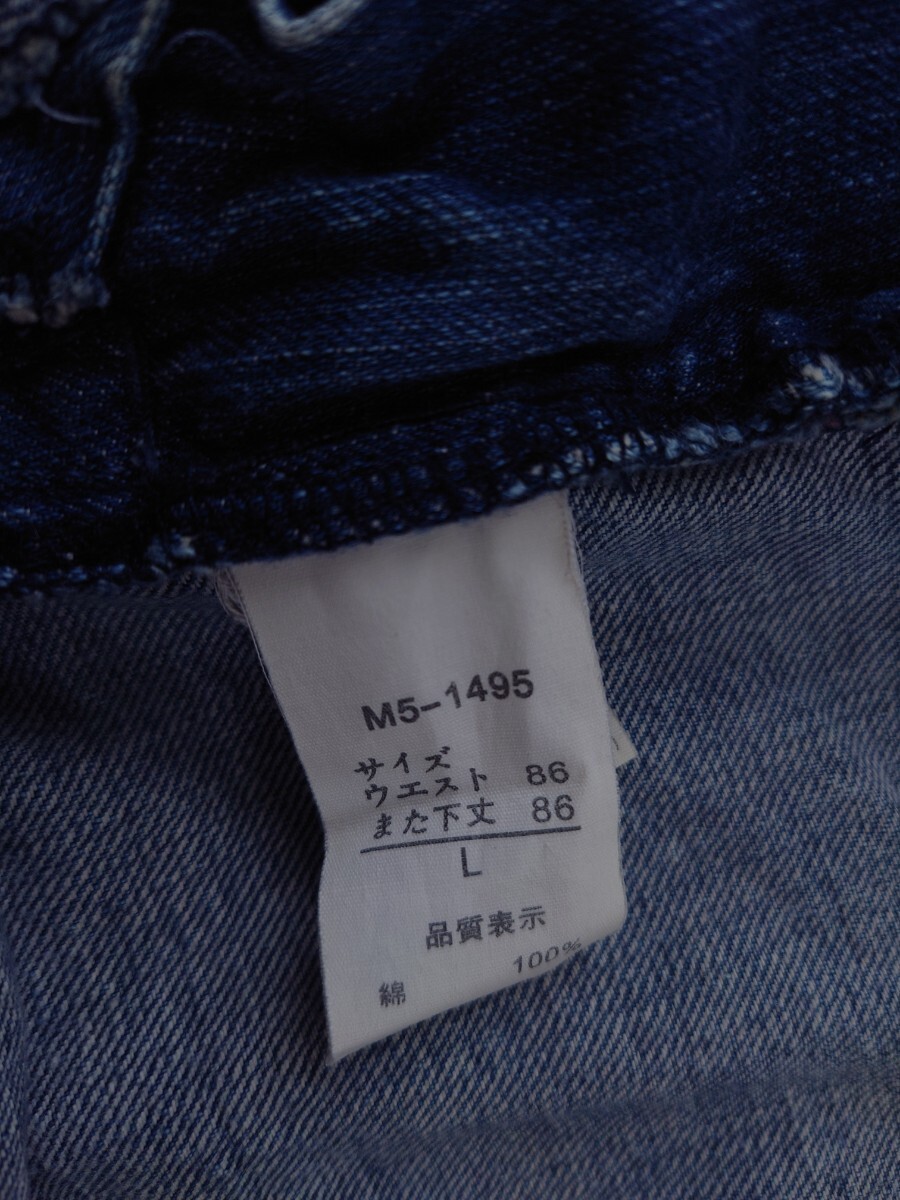 M5-1495
サイズ
ウエスト 86
また下丈 86
L
品質表示
綿 100%